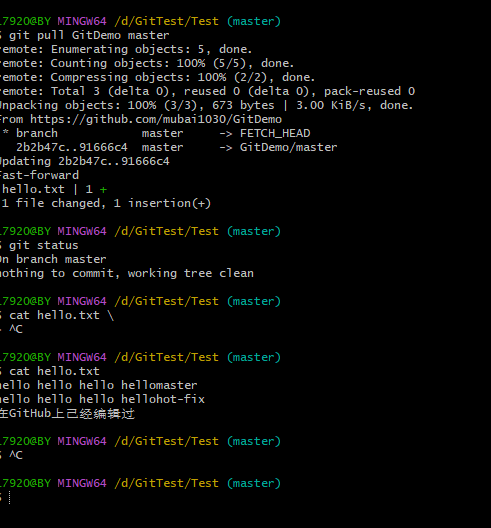 17920@BY MINGW64 /d/GitTest/Test (master)
$ git pull GitDemo master
remote: Enumerating objects: 5, done.
remote: Counting objects: 100% (5/5), done.
remote: Compressing objects: 100% (2/2), done.
remote: Total 3 (delta 0), reused 0 (delta 0), pack-reused 0
Unpacking objects: 100% (3/3), 673 bytes | 3.00 KiB/s, done.
From https://github.com/mubai1030/GitDemo
 * branch            master     -> FETCH_HEAD
   2b2b47c..91666c4  master     -> GitDemo/master
Updating 2b2b47c..91666c4
Fast-forward
 hello.txt | 1 +
 1 file changed, 1 insertion(+)
17920@BY MINGW64 /d/GitTest/Test (master)
$ git status
On branch master
nothing to commit, working tree clean
17920@BY MINGW64 /d/GitTest/Test (master)
$ cat hello.txt \
> ^C
17920@BY MINGW64 /d/GitTest/Test (master)
$ cat hello.txt
hello hello hello hellomaster
hello hello hello hellohot-fix
在GitHub上已经编辑过
17920@BY MINGW64 /d/GitTest/Test (master)
$ ^C
17920@BY MINGW64 /d/GitTest/Test (master)
$